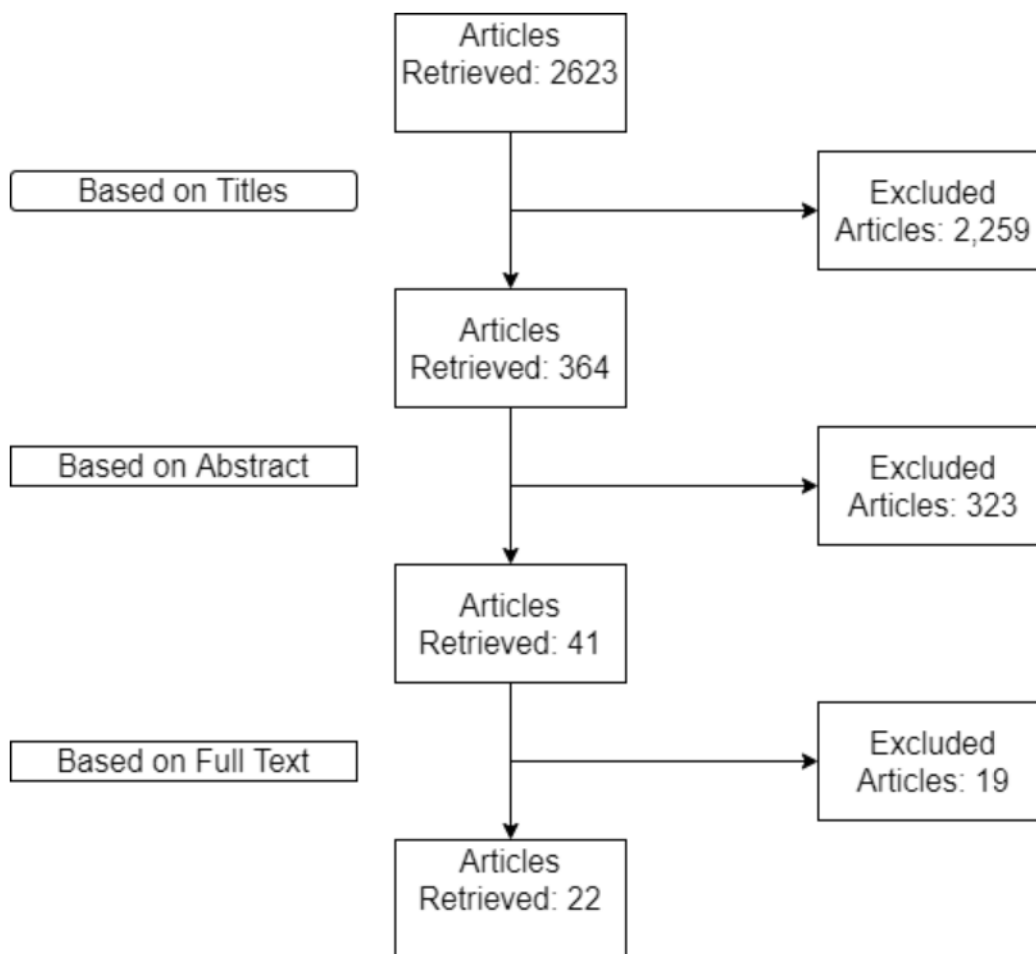 Articles
Retrieved: 2623
Based on Titles
Excluded
Articles: 2,259
Articles
Retrieved: 364
Based on Abstract
Excluded
Articles: 323
Articles
Retrieved: 41
Based on Full Text
Excluded
Articles: 19
Articles
Retrieved: 22